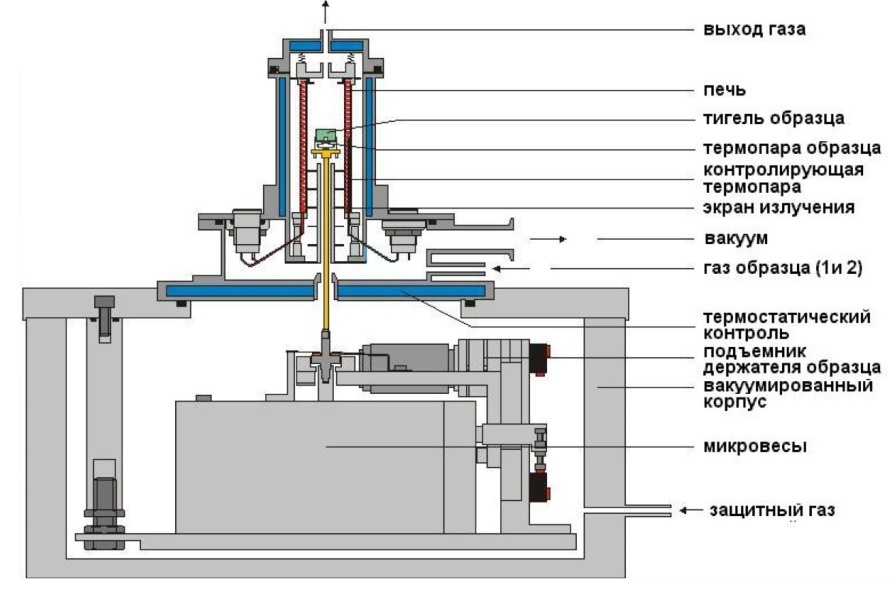 выход газа
печь
тигель образца
термопара образца
контролирующая
термопара
экран излучения
вакуум
газ образца (1и 2)
термостатический
контроль
подъемник
держателя образца
вакуумированный
корпус
микровесы
защитный газ